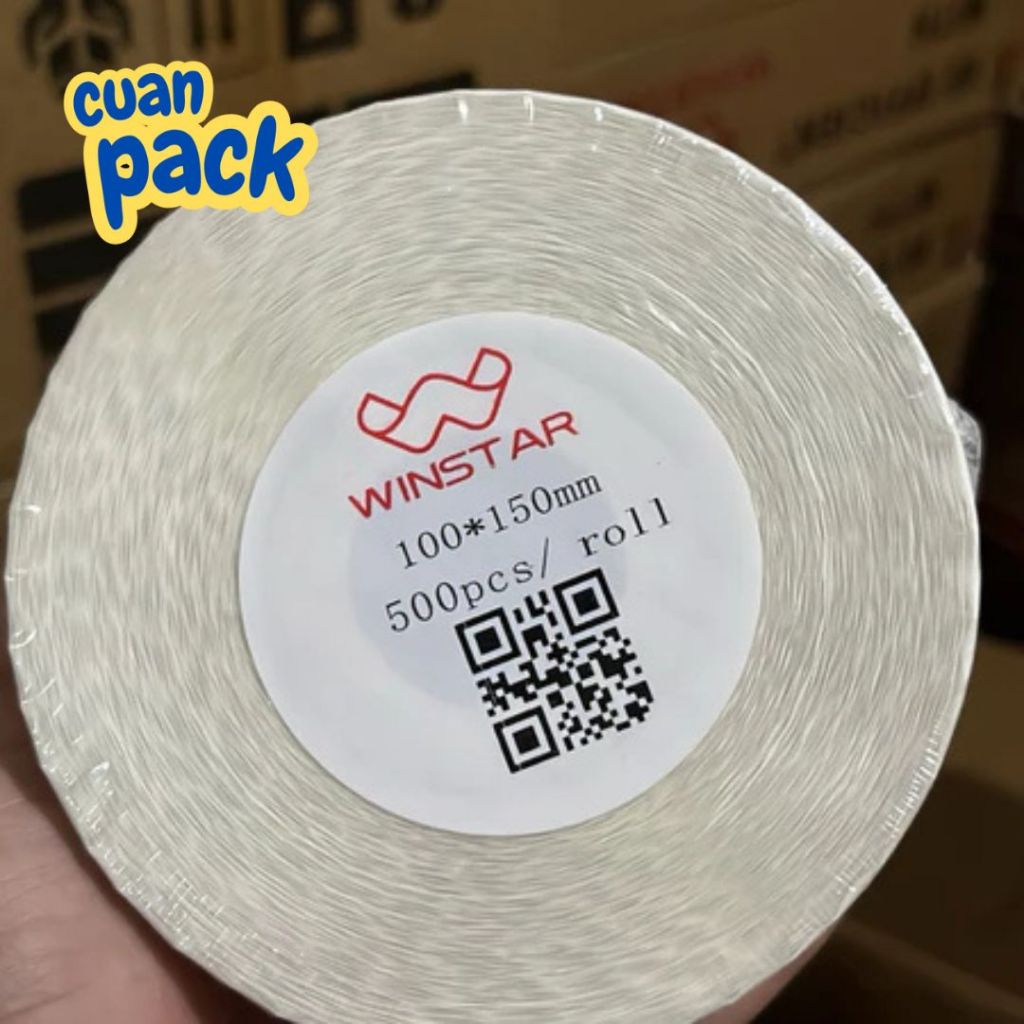 cuan
pack
WINSTAR
100*150mm
500pcs/ roll